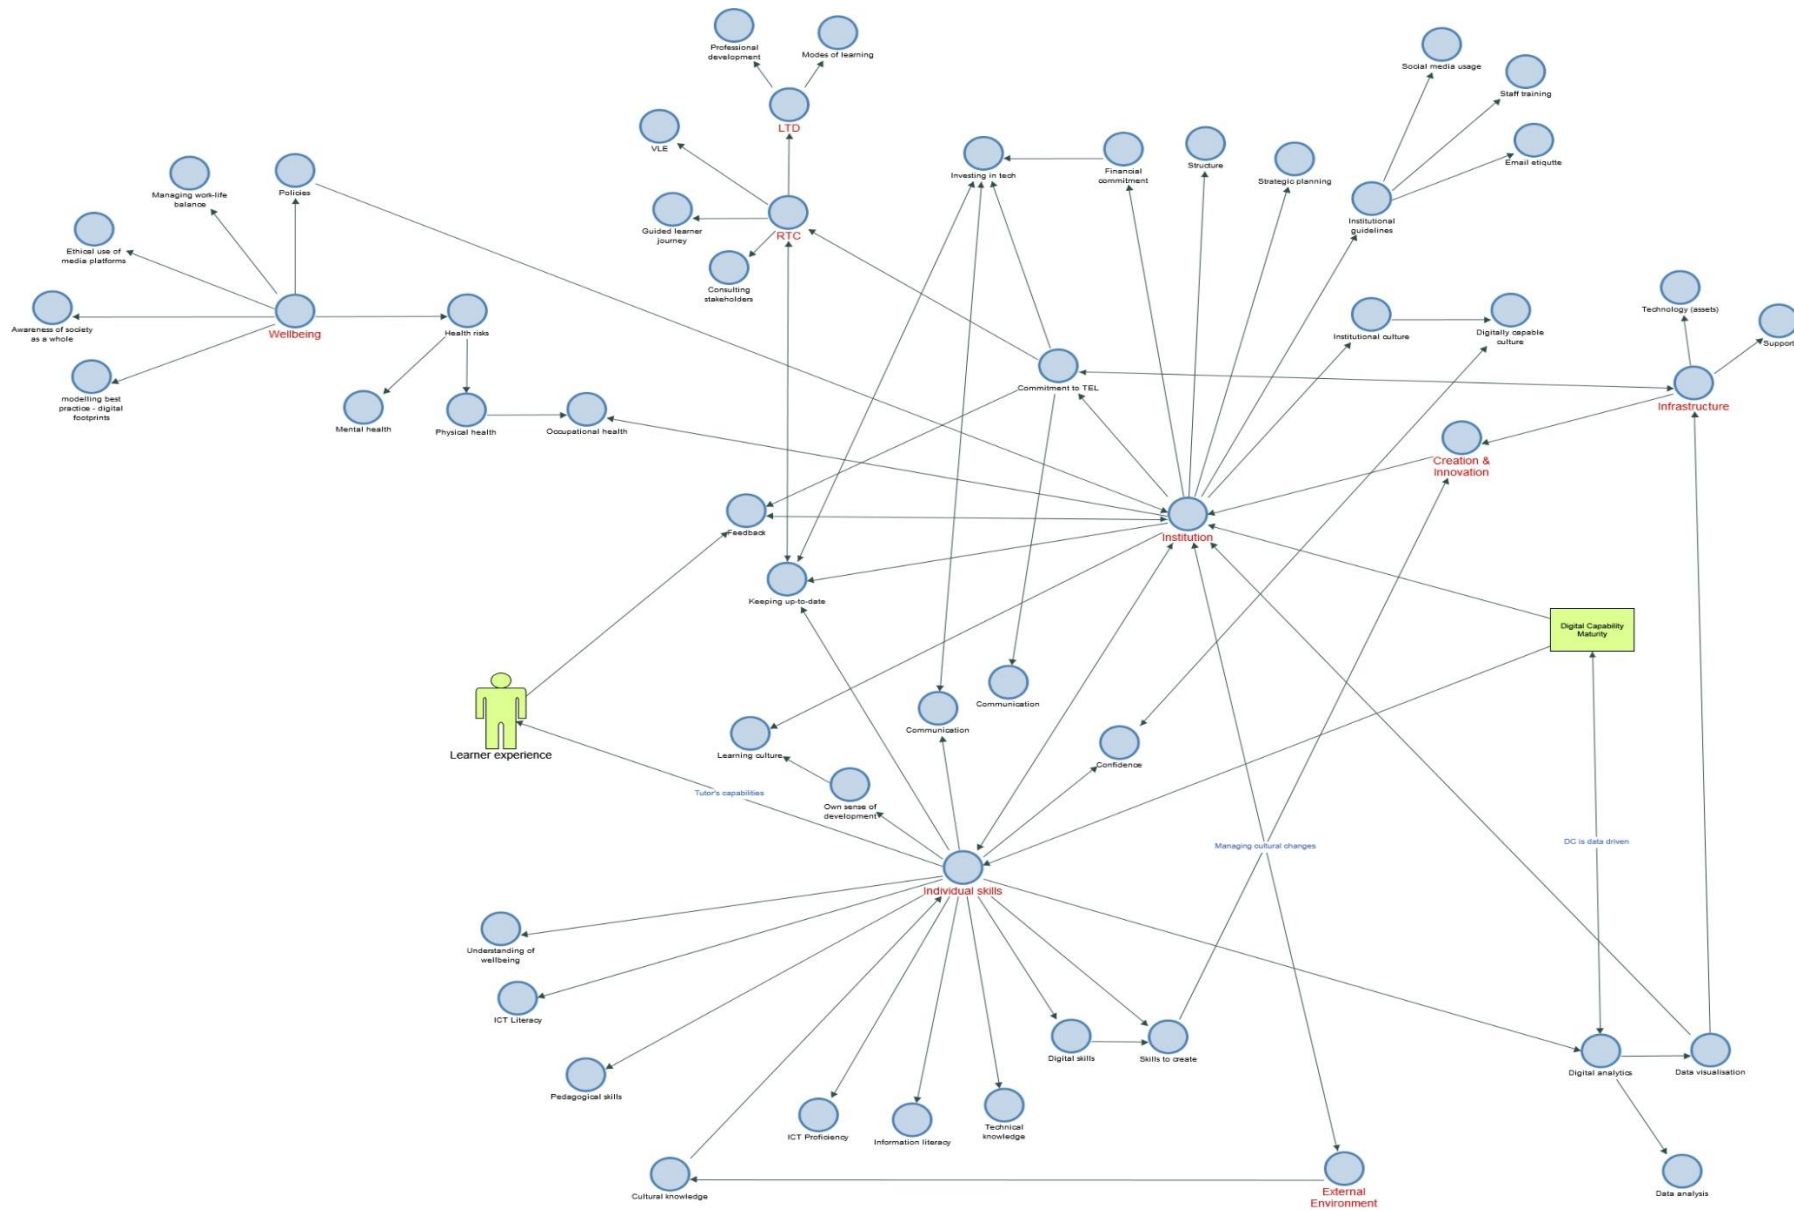 Professional
development
Modes of learning
LTD
VLE
Guided learner
journey
RTC
Consulting
stakeholders
Investing in tech
Financial
commitment
Structure
Strategic planning
Social media usage
Staff training
Email etiqutte
Institutional
guidelines
Managing work-life
balance
Policies
Ethical use of
media platforms
Awareness of society
as a whole
Wellbeing
modelling best
practice - digital
footprints
Health risks
Mental health
Physical health
Occupational health
Institutional culture
Digitally capable
culture
Technology (assets)
Support
Infrastructure
Commitment to TEL
Creation &
Innovation
Feedback
Institution
Keeping up-to-date
Digital Capability
Maturity
Learner experience
Communication
Communication
Learning culture
Confidence
Tutor's capabilities
Own sense of
development
Managing cultural changes
DC is data driven
Individual skills
Understanding of
wellbeing
ICT Literacy
Pedagogical skills
ICT Proficiency
Information literacy
Technical
knowledge
Digital skills
Skills to create
Digital analytics
Data visualisation
Cultural knowledge
External
Environment
Data analysis